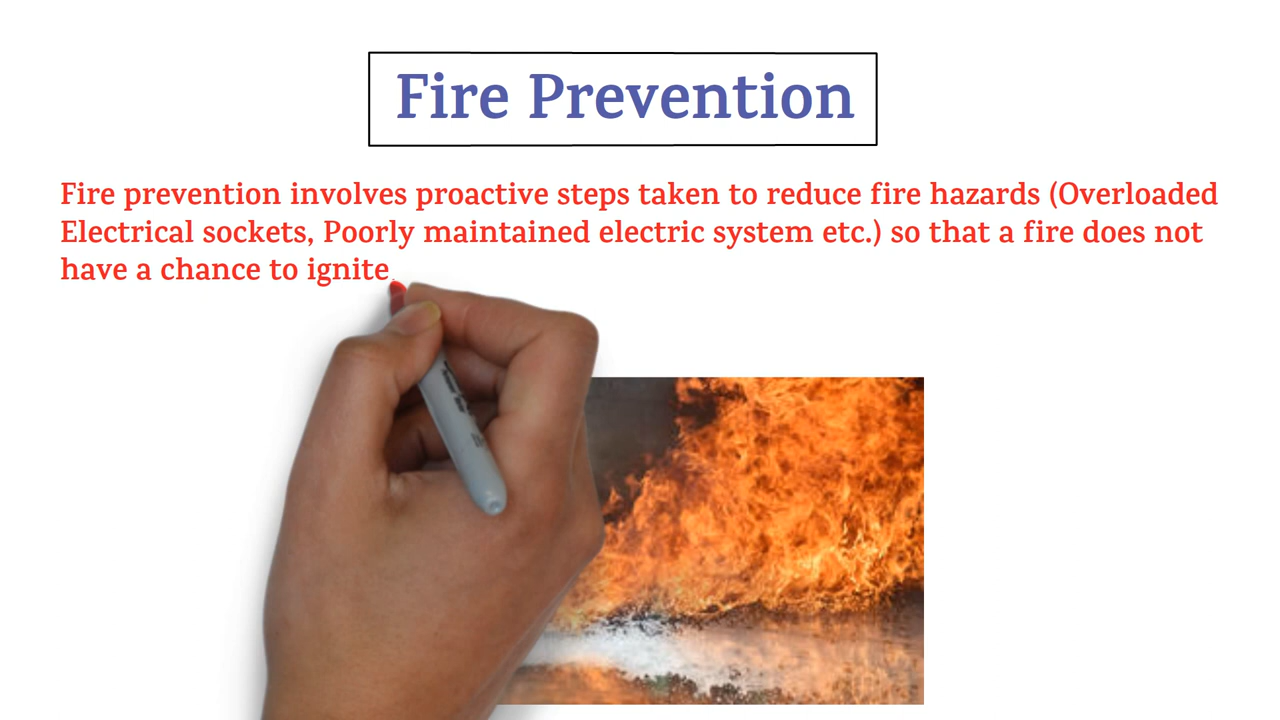 Fire Prevention
Fire prevention involves proactive steps taken to reduce fire hazards (Overloaded
Electrical sockets, Poorly maintained electric system etc.) so that a fire does not
have a chance to ignite